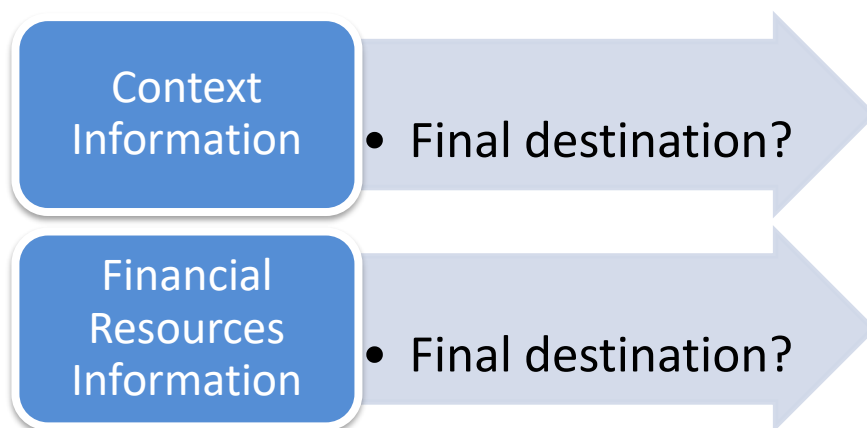 Context
Information
• Final destination?
Financial
Resources
Information
• Final destination?